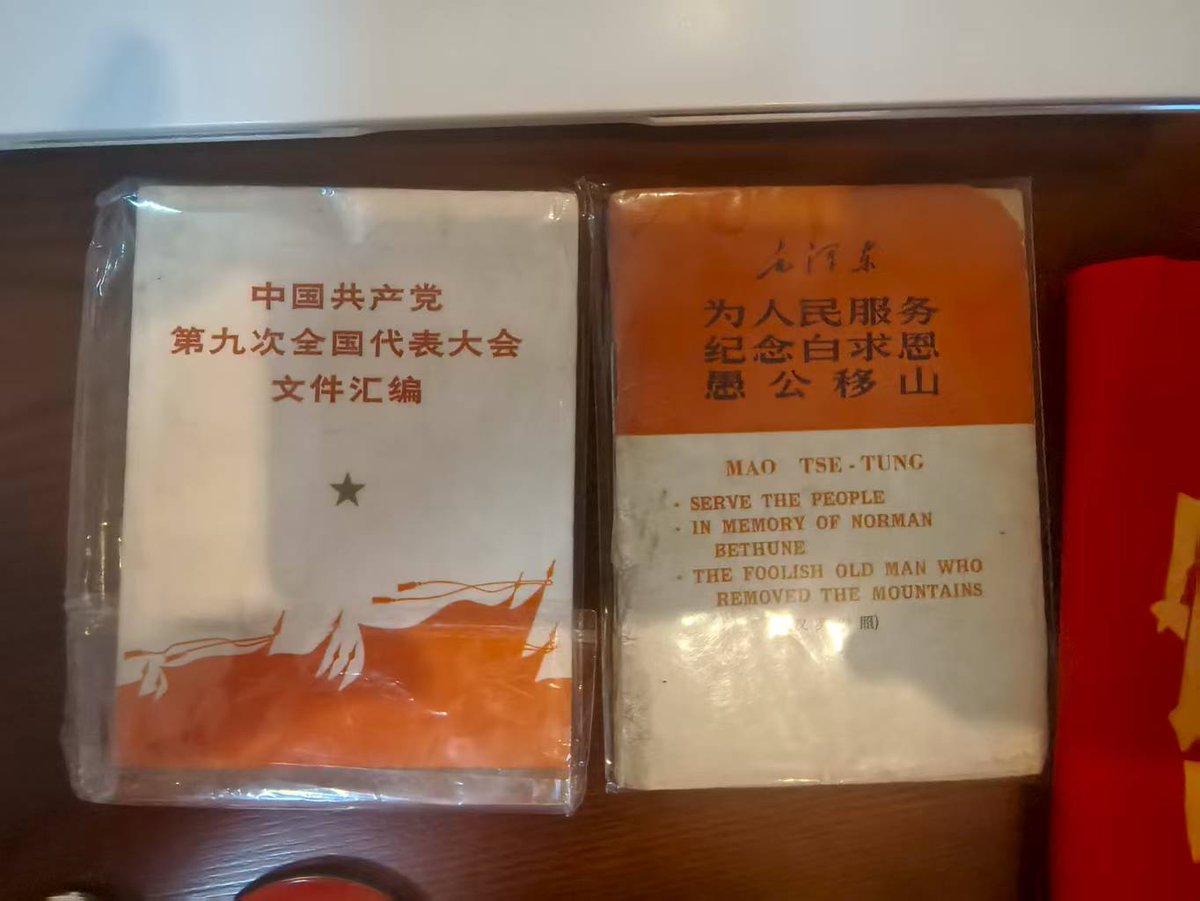 中国共产党
第九次全国代表大会
文件汇编
毛泽东
为人民服务
纪念白求恩
愚公移山
MAO TSE-TUNG
· SERVE THE PEOPLE
· IN MEMORY OF NORMAN
BETHUNE
· THE FOOLISH OLD MAN WHO
REMOVED THE MOUNTAINS
照)